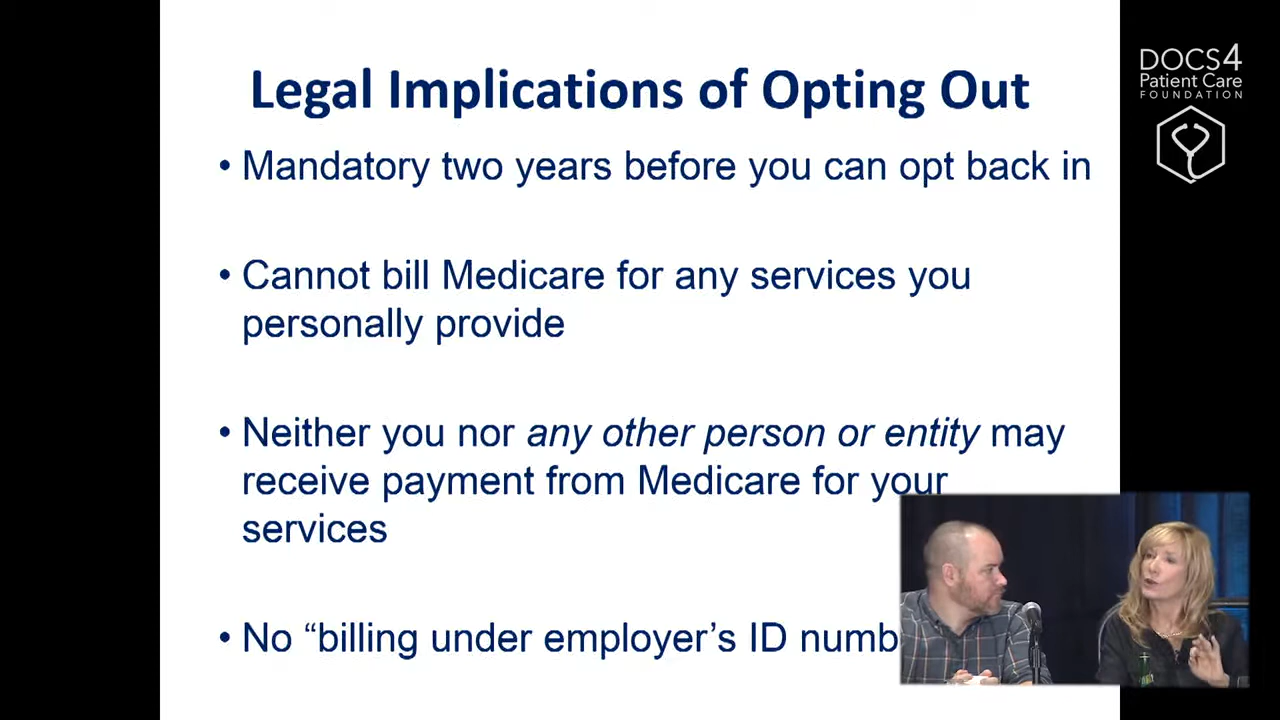 Legal Implications of Opting Out
• Mandatory two years before you can opt back in
• Cannot bill Medicare for any services you
personally provide
• Neither you nor any other person or entity may
receive payment from Medicare for your
services
• No “billing under employer’s ID numb
DOCS4
Patient Care
FOUNDATION